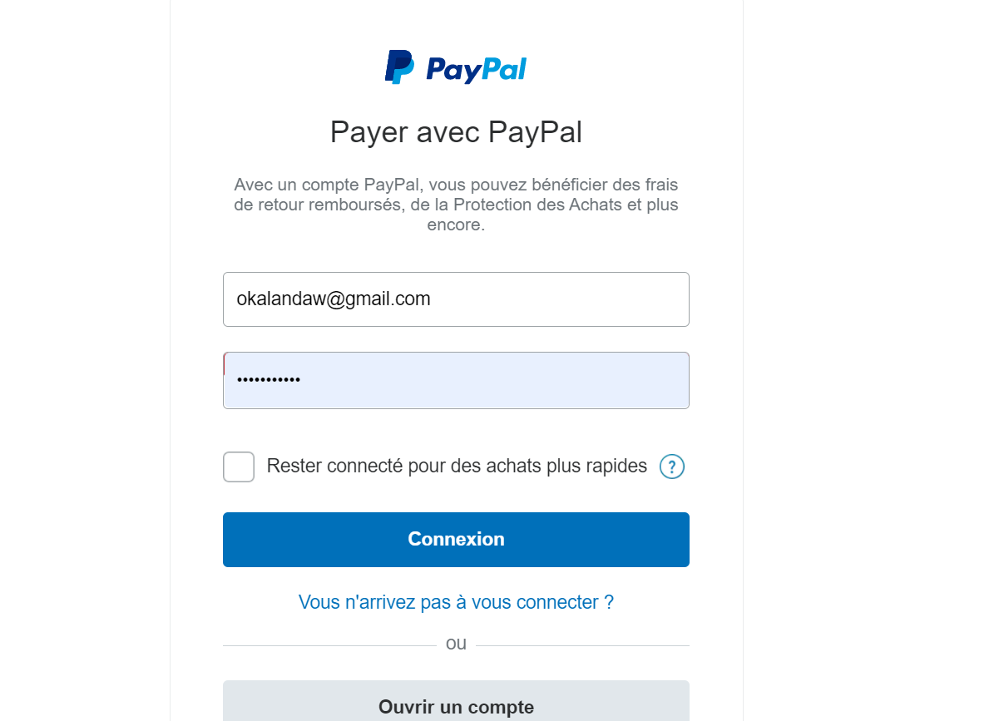 PayPal
Payer avec PayPal
Avec un compte PayPal, vous pouvez bénéficier des frais
de retour remboursés, de la Protection des Achats et plus
encore.
okalandaw@gmail.com
•••••••••••
Rester connecté pour des achats plus rapides ?
Connexion
Vous n'arrivez pas à vous connecter ?
ou
Ouvrir un compte